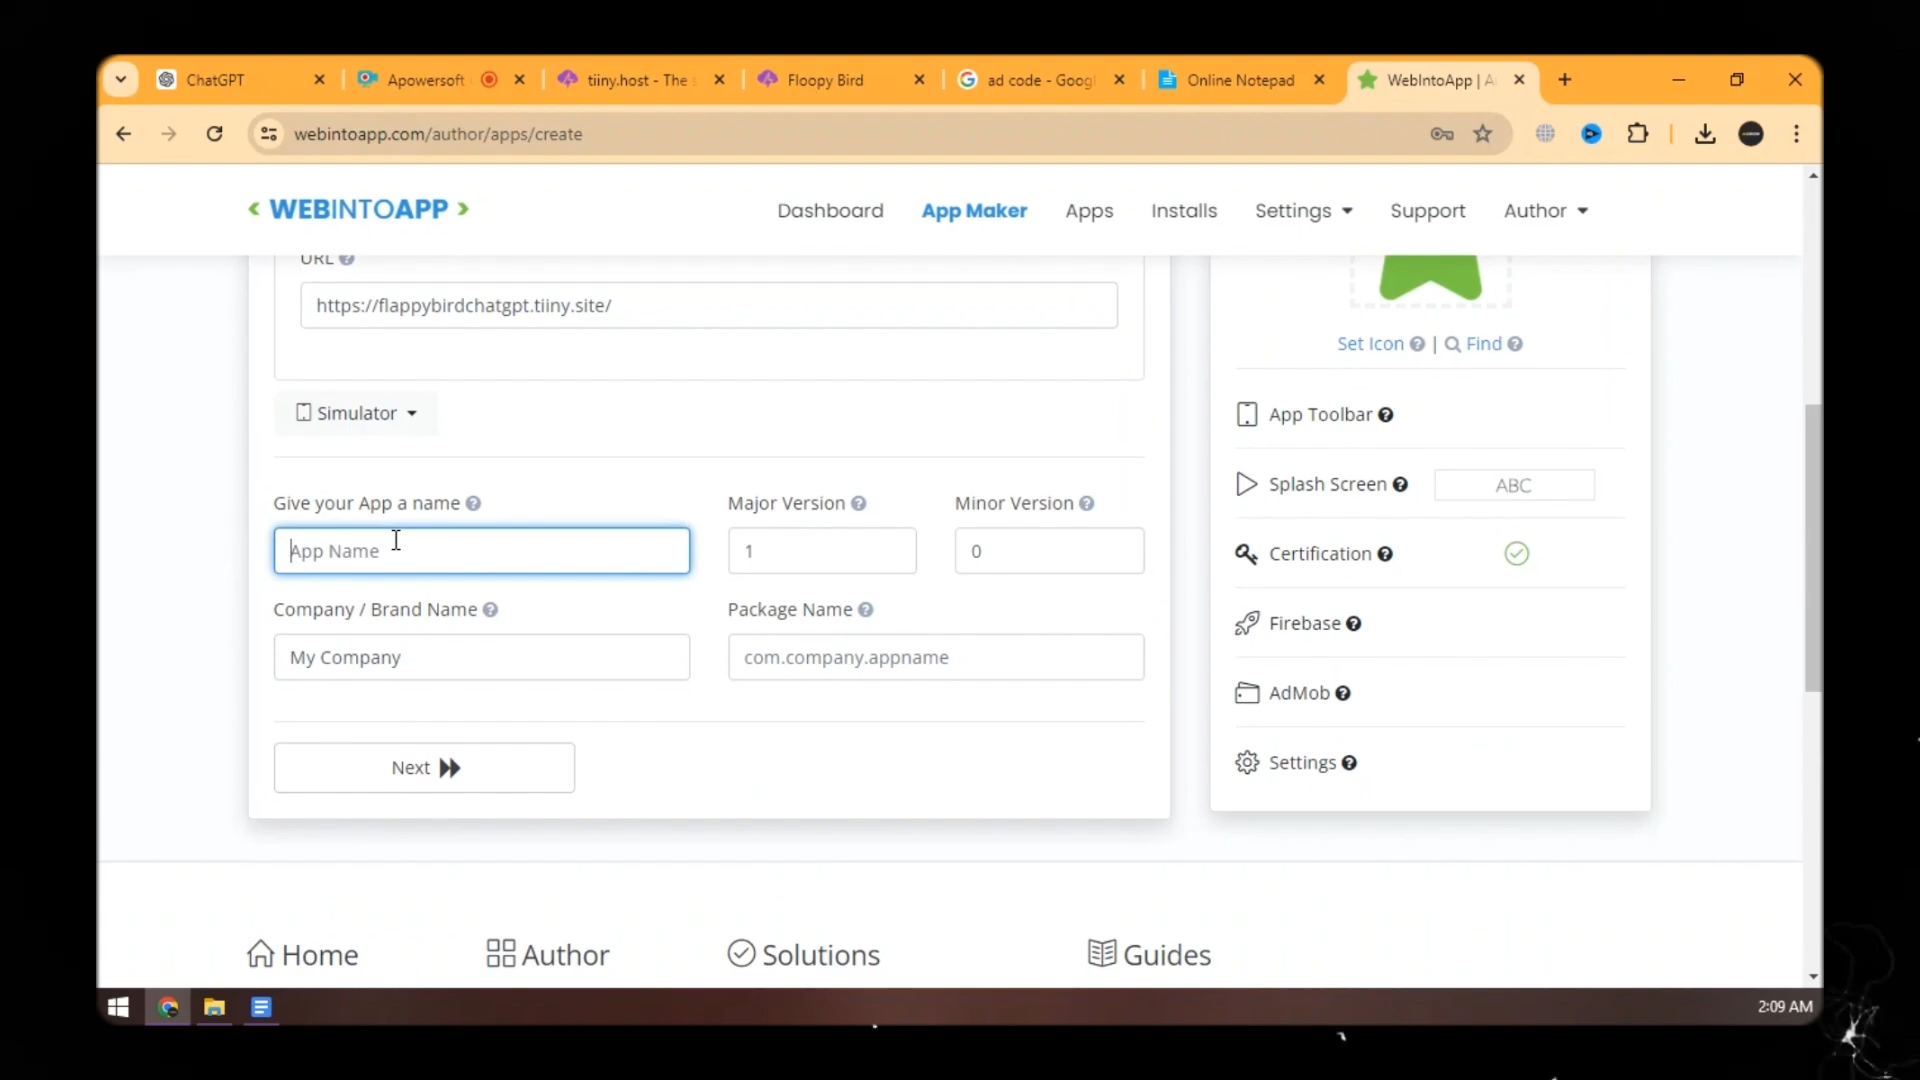 ChatGPT
Apowersoft
tiiny.host - The s
Floopy Bird
ad code - Googl
Online Notepad
WebIntoApp | A
webintoapp.com/author/apps/create
< WEBINTOAPP >
Dashboard
App Maker
Apps
Installs
Settings
Support
Author
URL
https://flappybirdchatgpt.tiiny.site/
Simulator
Give your App a name
Major Version
Minor Version
App Name
1
0
Company / Brand Name
Package Name
My Company
com.company.appname
Next
Set Icon | Find
App Toolbar
Splash Screen
ABC
Certification
Firebase
AdMob
Settings
Home
Author
Solutions
Guides
2:09 AM